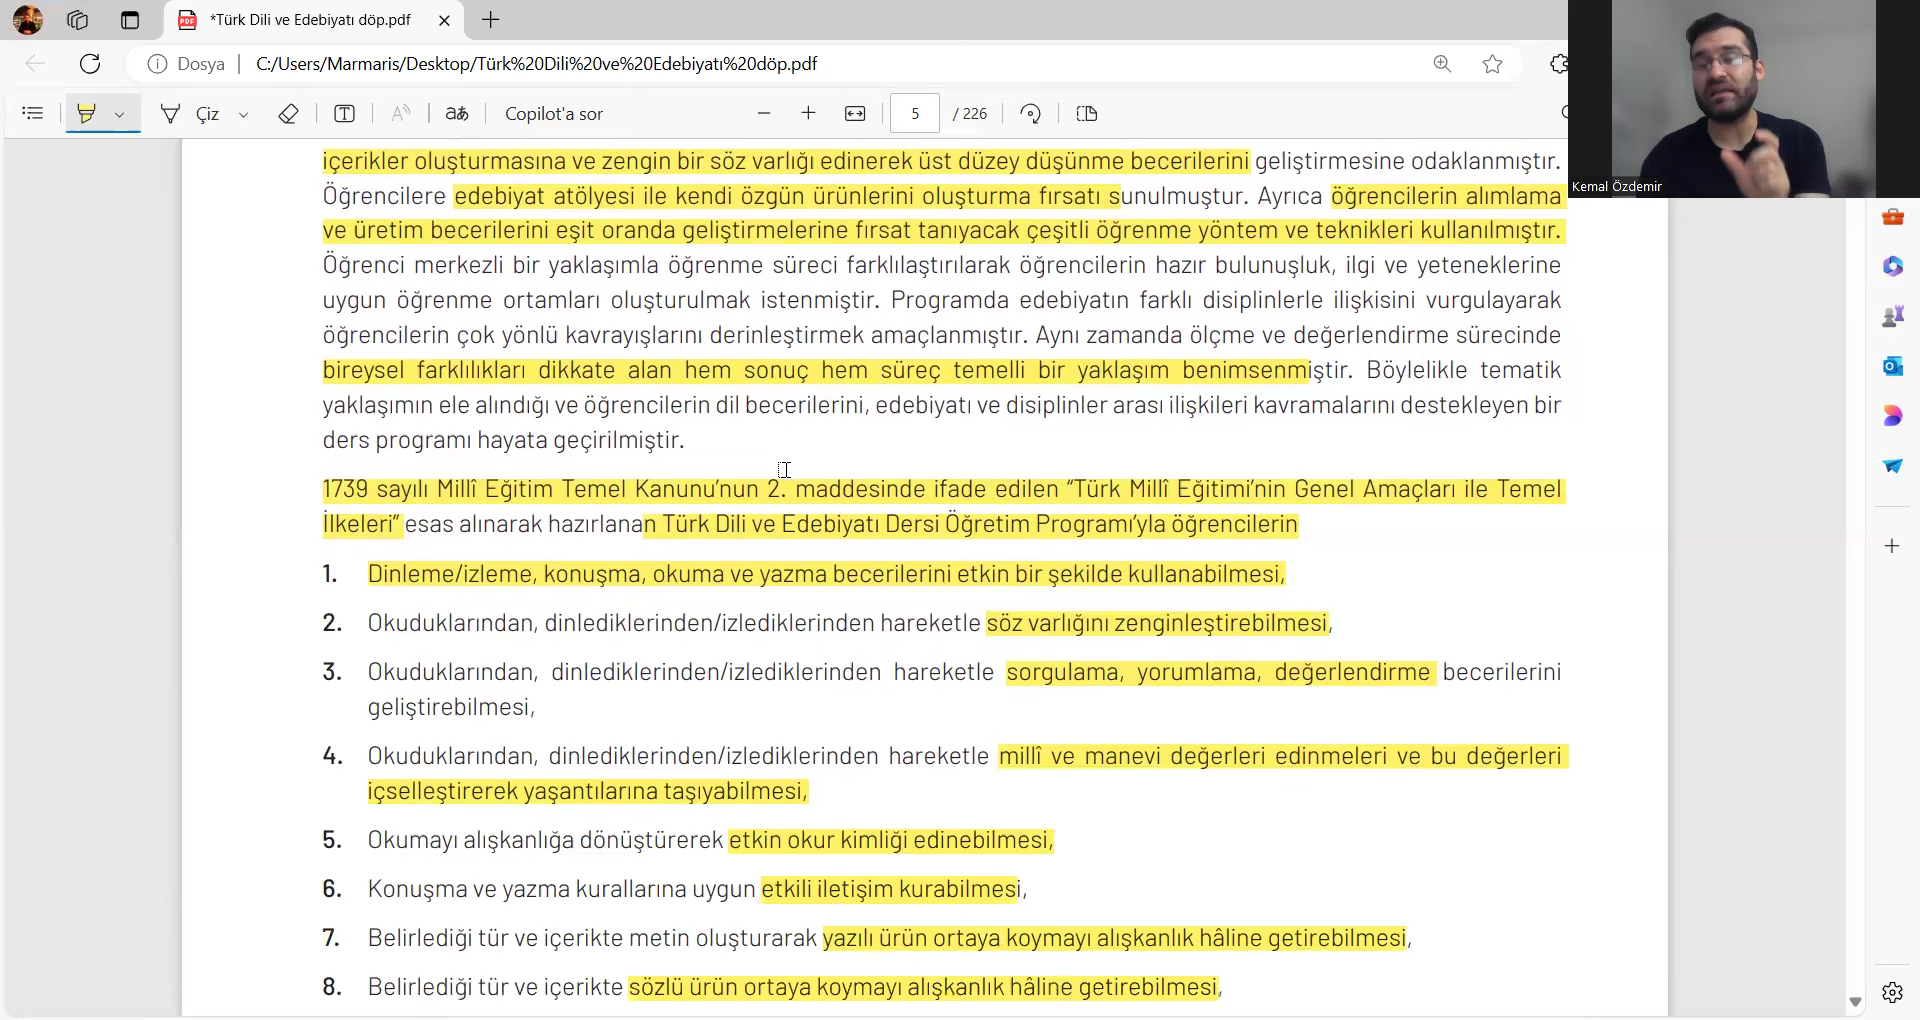 *Türk Dili ve Edebiyatı döp.pdf
Dosya
C:/Users/Marmaris/Desktop/Türk%20Dili%20ve%20Edebiyatı%20döp.pdf
Çiz
aあ
Copilot'a sor
5
/ 226
Kemal Özdemir
içerikler oluşturmasına ve zengin bir söz varlığı edinerek üst düzey düşünme becerilerini geliştirmesine odaklanmıştır.
Öğrencilere edebiyat atölyesi ile kendi özgün ürünlerini oluşturma fırsatı sunulmuştur. Ayrıca öğrencilerin alımlama
ve üretim becerilerini eşit oranda geliştirmelerine fırsat tanıyacak çeşitli öğrenme yöntem ve teknikleri kullanılmıştır.
Öğrenci merkezli bir yaklaşımla öğrenme süreci farklılaştırılarak öğrencilerin hazır bulunuşluk, ilgi ve yeteneklerine
uygun öğrenme ortamları oluşturulmak istenmiştir. Programda edebiyatın farklı disiplinlerle ilişkisini vurgulayarak
öğrencilerin çok yönlü kavrayışlarını derinleştirmek amaçlanmıştır. Aynı zamanda ölçme ve değerlendirme sürecinde
bireysel farklılıkları dikkate alan hem sonuç hem süreç temelli bir yaklaşım benimsenmiştir. Böylelikle tematik
yaklaşımın ele alındığı ve öğrencilerin dil becerilerini, edebiyatı ve disiplinler arası ilişkileri kavramalarını destekleyen bir
ders programı hayata geçirilmiştir.
1739 sayılı Millî Eğitim Temel Kanunu’nun 2. maddesinde ifade edilen “Türk Millî Eğitimi’nin Genel Amaçları ile Temel
İlkeleri” esas alınarak hazırlanan Türk Dili ve Edebiyatı Dersi Öğretim Programı’yla öğrencilerin
1. Dinleme/izleme, konuşma, okuma ve yazma becerilerini etkin bir şekilde kullanabilmesi,
2. Okuduklarından, dinlediklerinden/izlediklerinden hareketle söz varlığını zenginleştirebilmesi,
3. Okuduklarından, dinlediklerinden/izlediklerinden hareketle sorgulama, yorumlama, değerlendirme becerilerini
geliştirebilmesi,
4. Okuduklarından, dinlediklerinden/izlediklerinden hareketle millî ve manevi değerleri edinmeleri ve bu değerleri
içselleştirerek yaşantılarına taşıyabilmesi,
5. Okumayı alışkanlığa dönüştürerek etkin okur kimliği edinebilmesi,
6. Konuşma ve yazma kurallarına uygun etkili iletişim kurabilmesi,
7. Belirlediği tür ve içerikte metin oluşturarak yazılı ürün ortaya koymayı alışkanlık hâline getirebilmesi,
8. Belirlediği tür ve içerikte sözlü ürün ortaya koymayı alışkanlık hâline getirebilmesi,